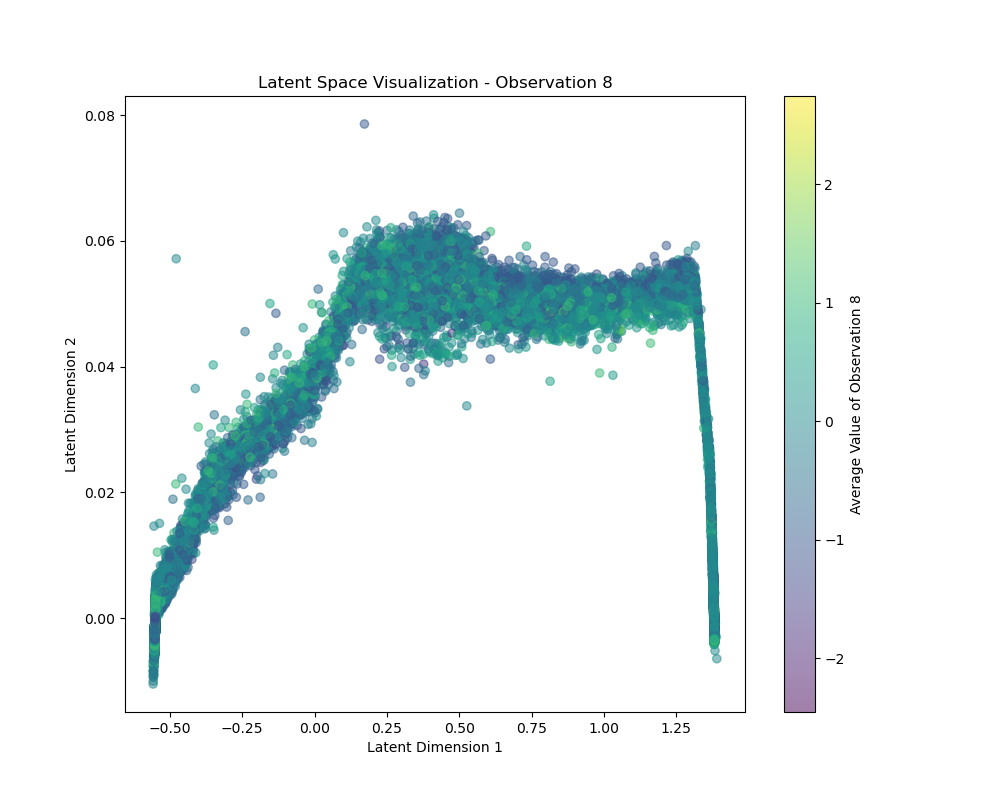 Latent Space Visualization - Observation 8
0.08
0.06
0.04
0.02
0.00
Latent Dimension 2
−0.50 −0.25 0.00 0.25 0.50 0.75 1.00 1.25
Latent Dimension 1
2
1
0
−1
−2
Average Value of Observation 8